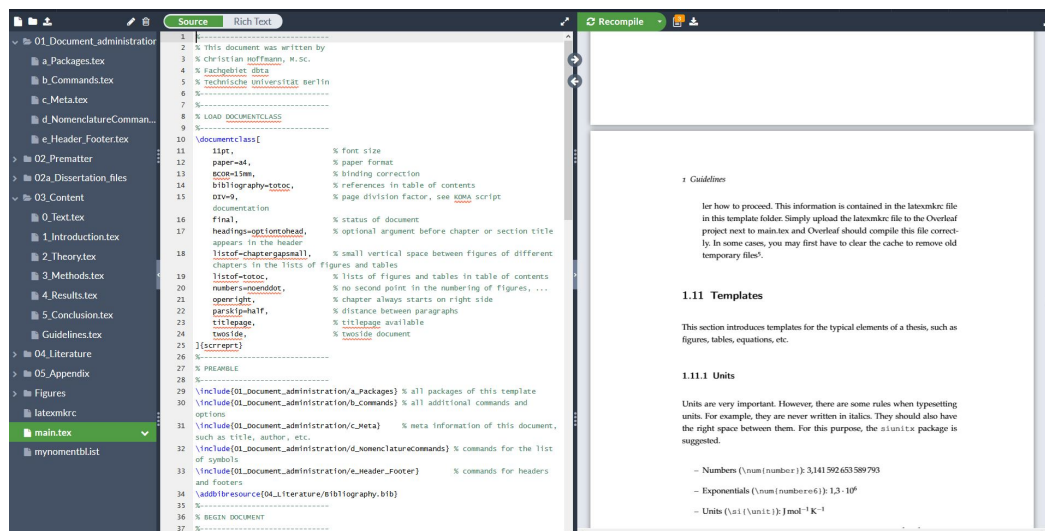 Source
Rich Text
Recompile
01_Document_administration
a_Packages.tex
b_Commands.tex
c_Meta.tex
d_NomenclatureComman...
e_Header_Footer.tex
02_Prematter
02a_Dissertation_files
03_Content
0_Text.tex
1_Introduction.tex
2_Theory.tex
3_Methods.tex
4_Results.tex
5_Conclusion.tex
Guidelines.tex
04_Literature
05_Appendix
Figures
latexmkrc
main.tex
mynomentbl.ist
1 %-----------------------------
2 % This document was written by
3 % Christian Hoffmann, M.Sc.
4 % Fachgebiet dbta
5 % Technische Universität Berlin
6 %-----------------------------
7 %-----------------------------
8 % LOAD DOCUMENTCLASS
9 %-----------------------------
10 \documentclass[
11 11pt, % font size
12 paper=a4, % paper format
13 BCOR=15mm, % binding correction
14 bibliography=totoc, % references in table of contents
15 DIV=9, % page division factor, see KOMA script
documentation
16 final, % status of document
17 headings=optiontohead, % optional argument before chapter or section title
appears in the header
18 listof=chaptergapsmall, % small vertical space between figures of different
chapters in the lists of figures and tables
19 listof=totoc, % lists of figures and tables in table of contents
20 numbers=noenddot, % no second point in the numbering of figures, ...
21 openright, % chapter always starts on right side
22 parskip=half, % distance between paragraphs
23 titlepage, % titlepage available
24 twoside, % twoside document
25 ]{scrreprt}
26 %-----------------------------
27 % PREAMBLE
28 %-----------------------------
29 \include{01_Document_administration/a_Packages} % all packages of this template
30 \include{01_Document_administration/b_Commands} % all additional commands and
options
31 \include{01_Document_administration/c_Meta} % meta information of this document,
such as title, author, etc.
32 \include{01_Document_administration/d_NomenclatureCommands} % commands for the list
of symbols
33 \include{01_Document_administration/e_Header_Footer} % commands for headers
and footers
34 \addbibresource{04_Literature/Bibliography.bib}
35 %-----------------------------
36 % BEGIN DOCUMENT
37 %-----------------------------
1 Guidelines
ler how to proceed. This information is contained in the latexmkrc file
in this template folder. Simply upload the latexmkrc file to the Overleaf
project next to main.tex and Overleaf should compile this file correct-
ly. In some cases, you may first have to clear the cache to remove old
temporary files⁵.
1.11 Templates
This section introduces templates for the typical elements of a thesis, such as
figures, tables, equations, etc.
1.11.1 Units
Units are very important. However, there are some rules when typesetting
units. For example, they are never written in italics. They should also have
the right space between them. For this purpose, the siunitx package is
suggested.
– Numbers (\num{number}): 3,141 592 653 589 793
– Exponentials (\num{numbere6}): 1,3 · 10⁶
– Units (\si{\unit}): J mol⁻¹ K⁻¹